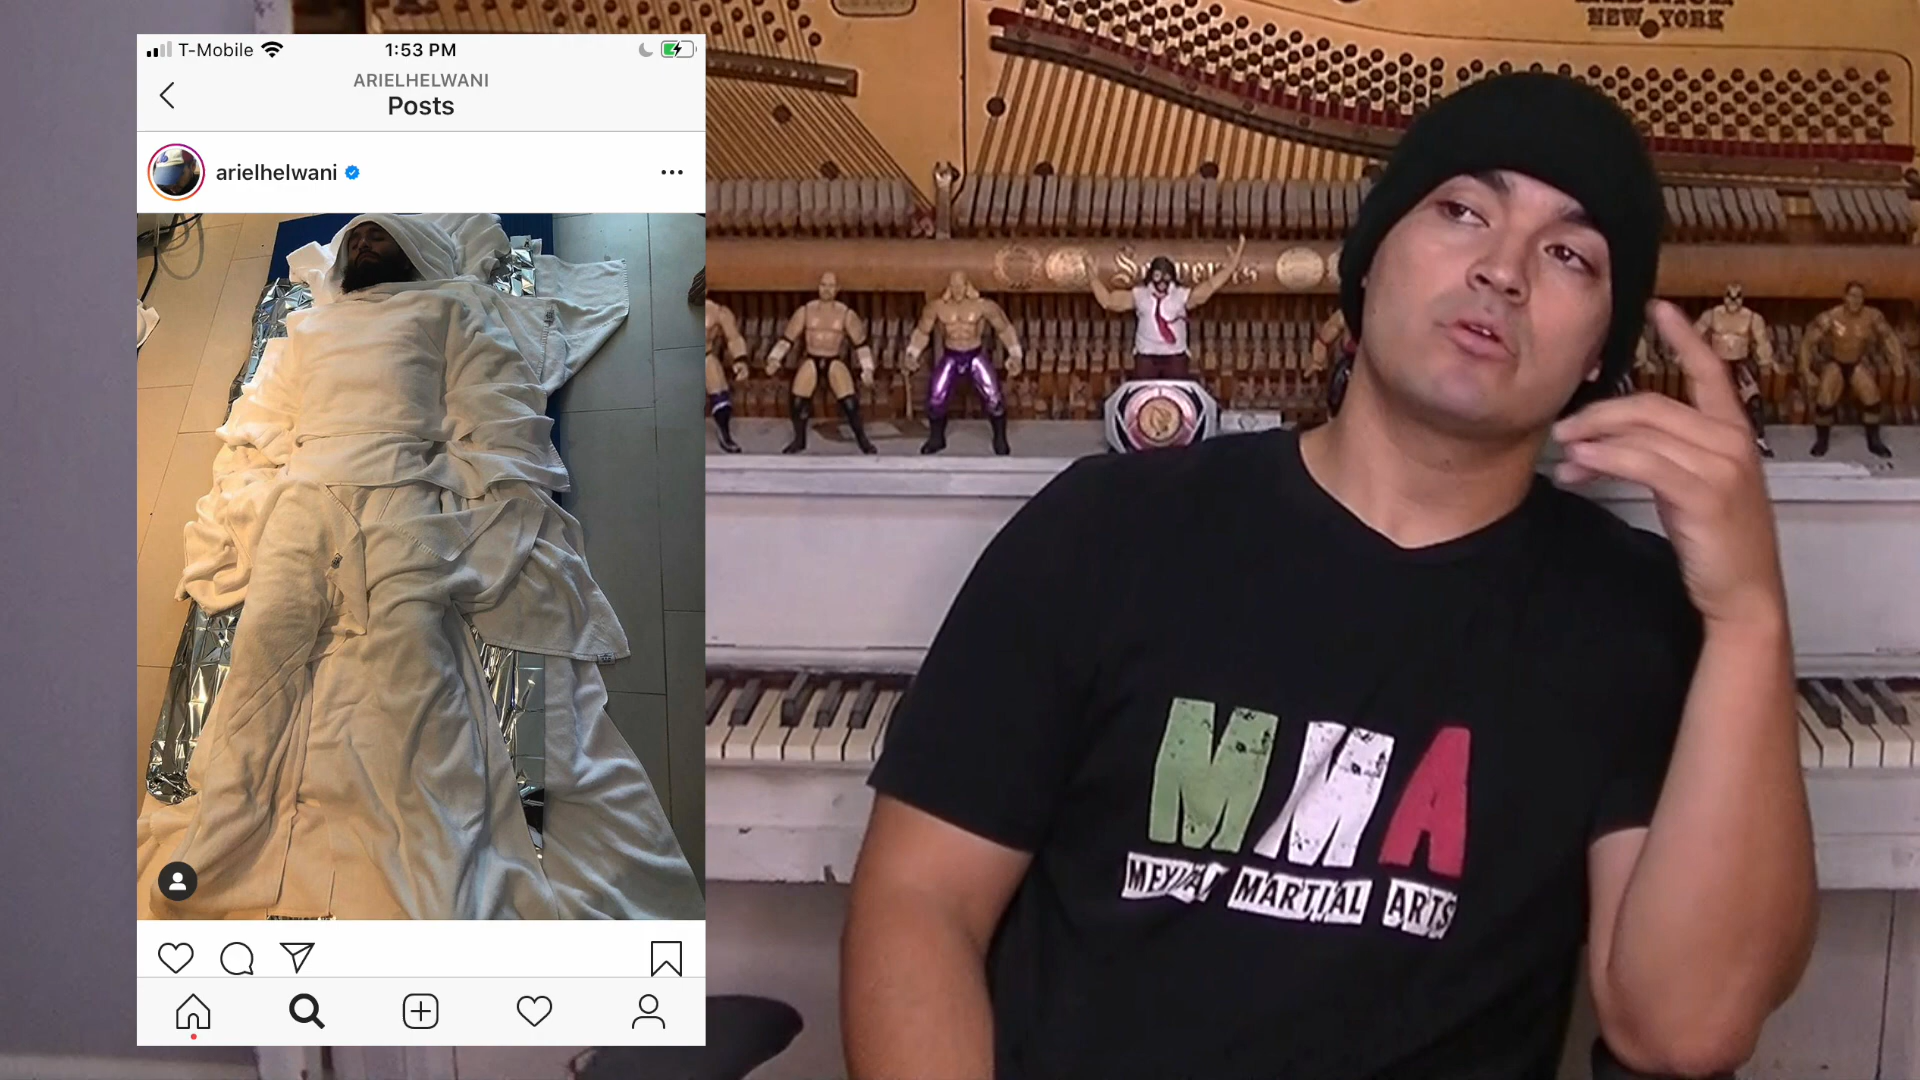 T-Mobile
1:53 PM
ARIELHELWANI
Posts
arielhelwani
NEW YORK
MMA
MARTIAL ARTS